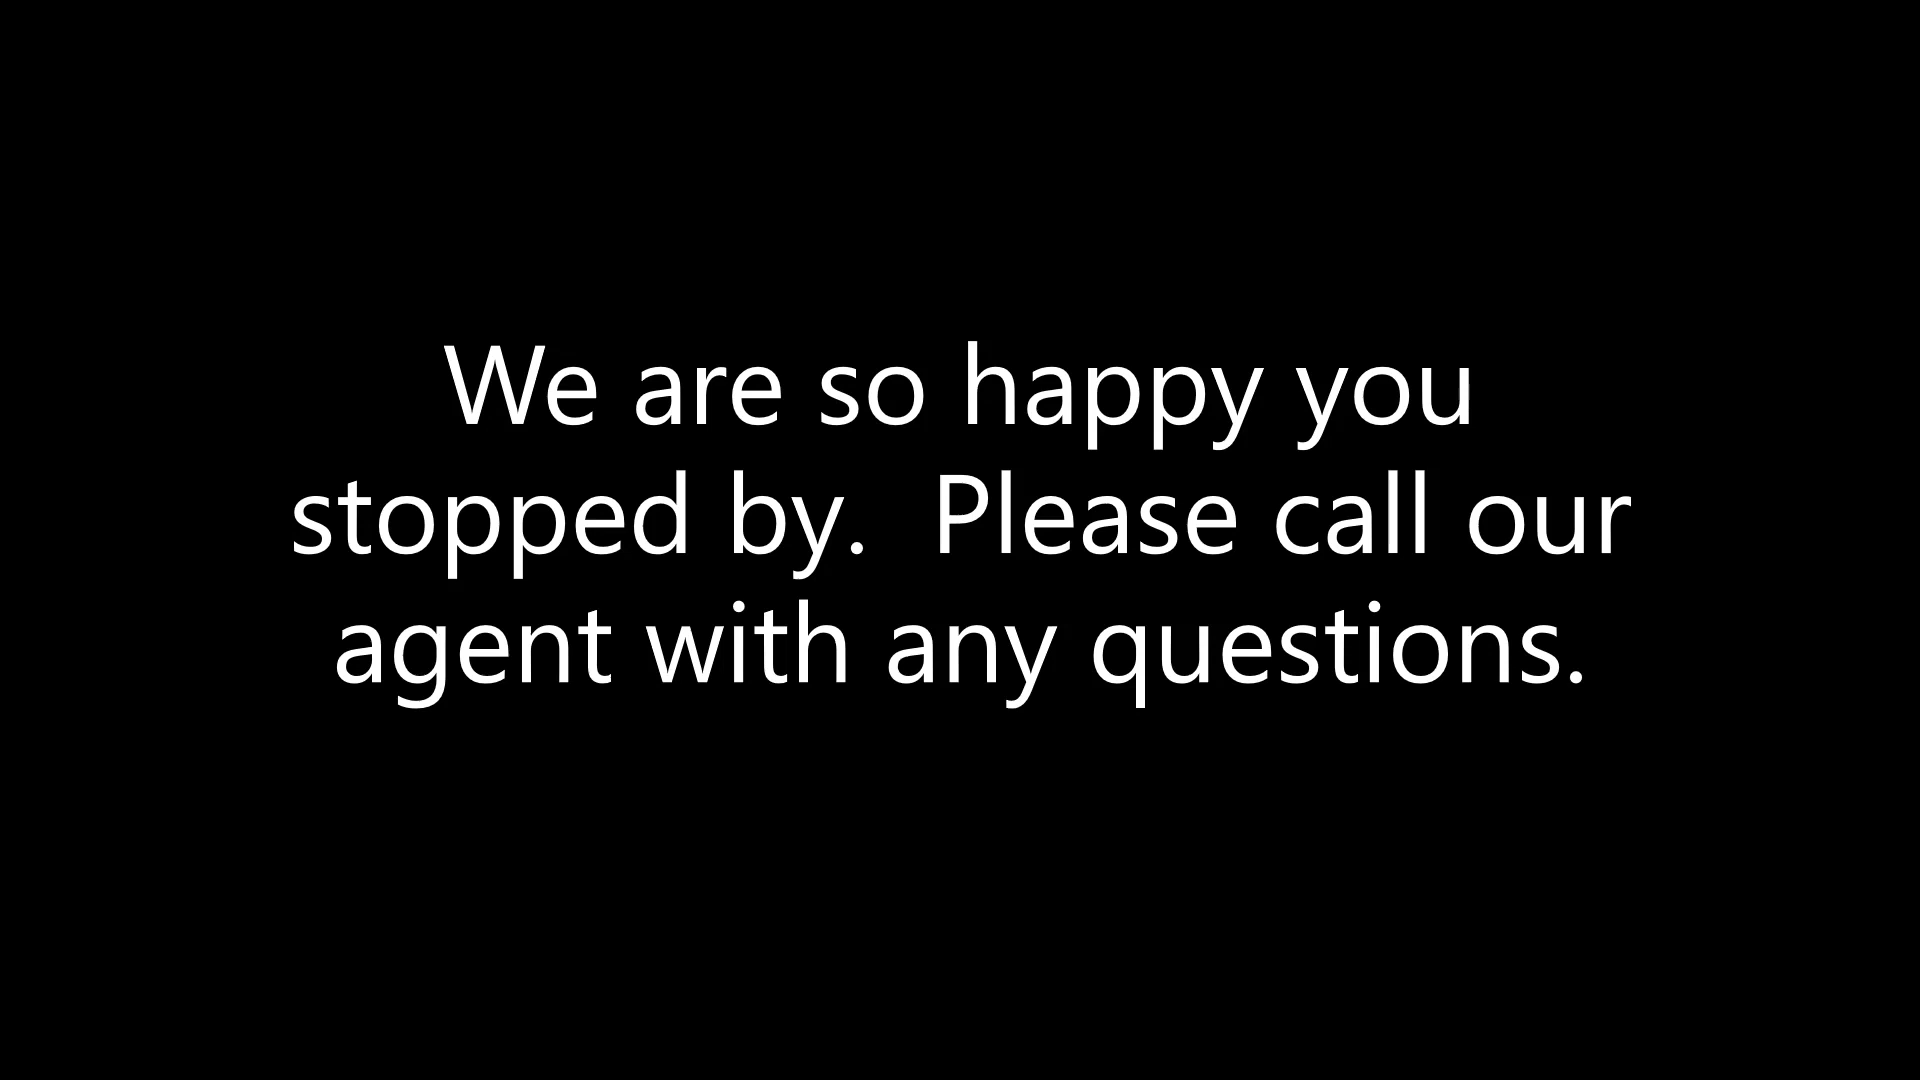 We are so happy you
stopped by.  Please call our
agent with any questions.